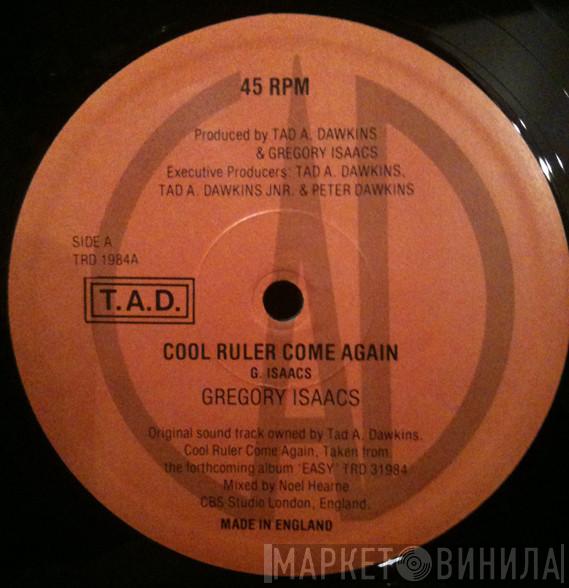 45 RPM
Produced by TAD A. DAWKINS
& GREGORY ISAACS
Executive Producers: TAD A. DAWKINS,
TAD A. DAWKINS JNR. & PETER DAWKINS
SIDE A
TRD 1984A
T.A.D.
COOL RULER COME AGAIN
G. ISAACS
GREGORY ISAACS
Original sound track owned by Tad A. Dawkins.
Cool Ruler Come Again, Taken from
the forthcoming album 'EASY' TRD 31984
Mixed by Noel Hearne
CBS Studio London, England.
MADE IN ENGLAND
МАРКЕТ ВИНИЛА